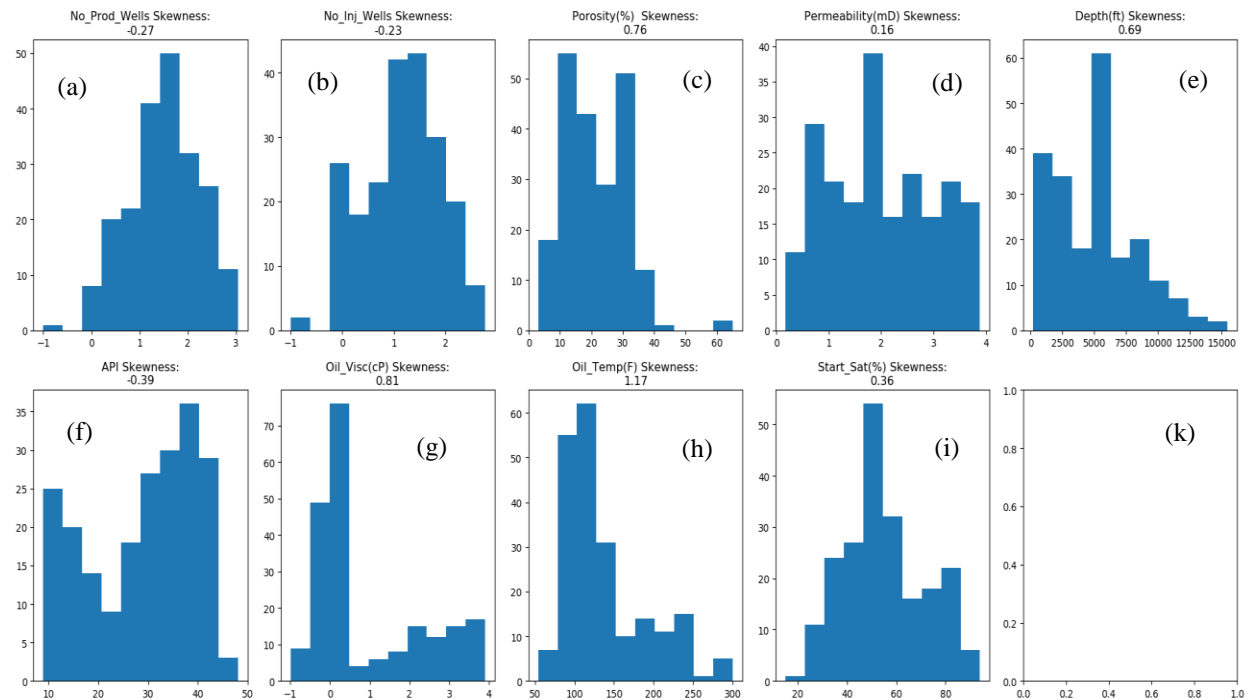 No_Prod_Wells Skewness:
-0.27
No_Inj_Wells Skewness:
-0.23
Porosity(%)  Skewness:
0.76
Permeability(mD) Skewness:
0.16
Depth(ft) Skewness:
0.69
(a)
(b)
(c)
(d)
(e)
50
40
30
20
10
0
−1 0 1 2 3
40
30
20
10
0
−1 0 1 2
50
40
30
20
10
0
10 20 30 40 50 60
40
35
30
25
20
15
10
5
0
1 2 3 4
60
50
40
30
20
10
0
0 2500 5000 7500 10000 12500 15000
API Skewness:
-0.39
Oil_Visc(cP) Skewness:
0.81
Oil_Temp(F) Skewness:
1.17
Start_Sat(%) Skewness:
0.36
(f)
(g)
(h)
(i)
(k)
35
30
25
20
15
10
5
0
10 20 30 40 50
70
60
50
40
30
20
10
0
−1 0 1 2 3 4
60
50
40
30
20
10
0
50 100 150 200 250 300
50
40
30
20
10
0
20 40 60 80
1.0
0.8
0.6
0.4
0.2
0.0
0.0 0.2 0.4 0.6 0.8 1.0